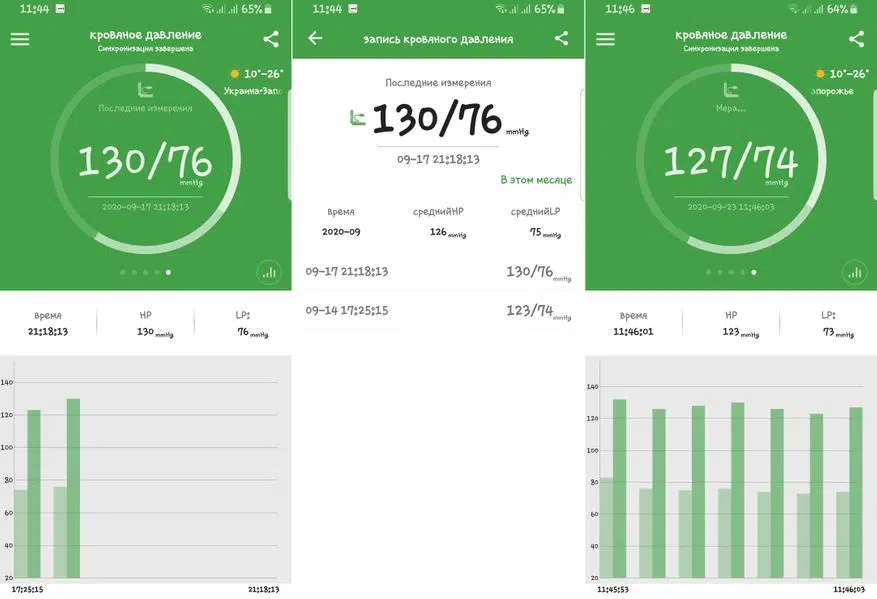 11:44 65%
кровяное давление
Синхронизация завершена
10°-26°
Украина-Запо
Последние измерения
130/76
mmHg
2020-09-17 21:18:13
время
21:18:13
HP
130 mmHg
LP:
76 mmHg
140
120
100
80
60
40
20
17:25:15 21:18:13
11:44 65%
запись кровяного давления
Последние измерения
130/76 mmHg
09-17 21:18:13
В этом месяце
время
2020-09
среднийHP
126 mmHg
среднийLP
75 mmHg
09-17 21:18:13 130/76 mmHg
09-14 17:25:15 123/74 mmHg
11:46 64%
кровяное давление
Синхронизация завершена
10°-26°
апорожье
Мера...
127/74
mmHg
2020-09-23 11:46:03
время
11:46:01
HP
123 mmHg
LP:
73 mmHg
140
120
100
80
60
40
20
11:45:53 11:46:03